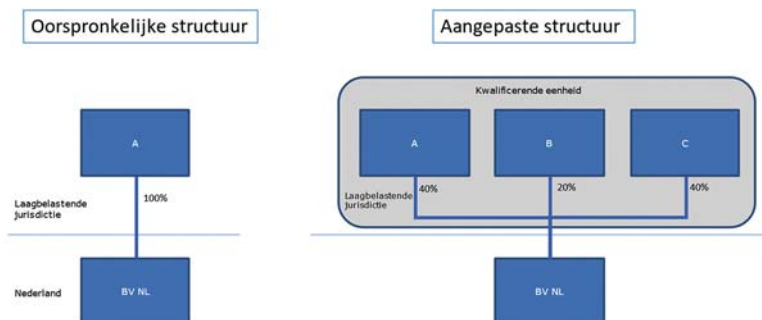 Oorspronkelijke structuur
A
100%
Laagbelastende
jurisdictie
Nederland
BV NL
Aangepaste structuur
Kwalificerende eenheid
A
B
C
40%
20%
40%
Laagbelastende
jurisdictie
BV NL